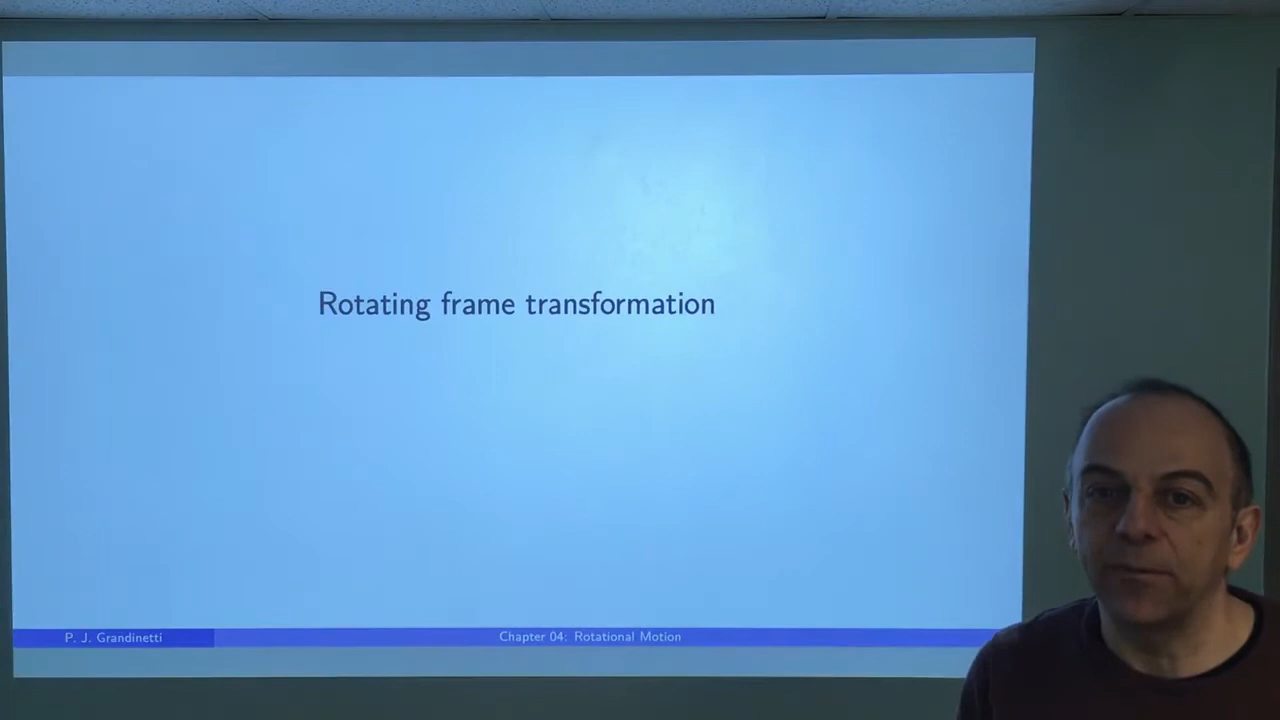 Rotating frame transformation
P. J. Grandinetti
Chapter 04: Rotational Motion